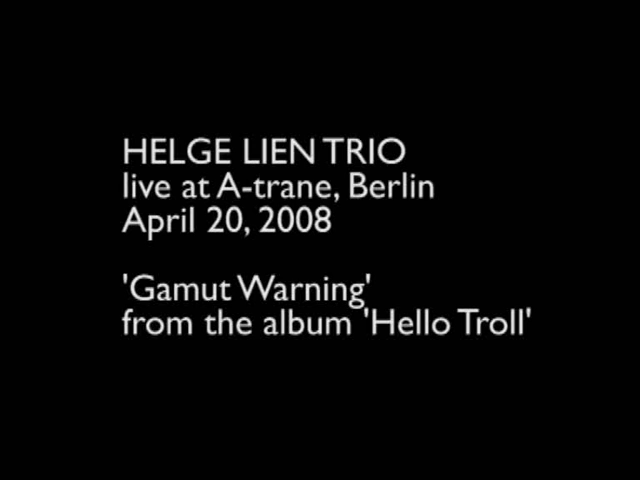 HELGE LIEN TRIO
live at A-trane, Berlin
April 20, 2008
'Gamut Warning'
from the album 'Hello Troll'